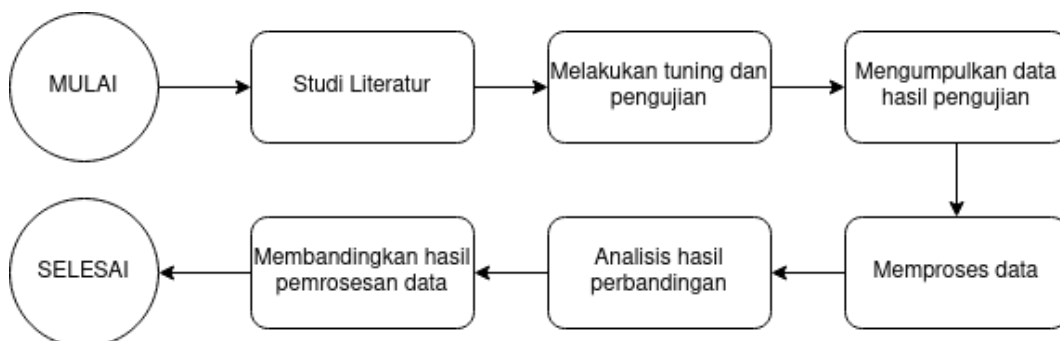 MULAI
Studi Literatur
Melakukan tuning dan
pengujian
Mengumpulkan data
hasil pengujian
Memproses data
Analisis hasil
perbandingan
Membandingkan hasil
pemrosesan data
SELESAI